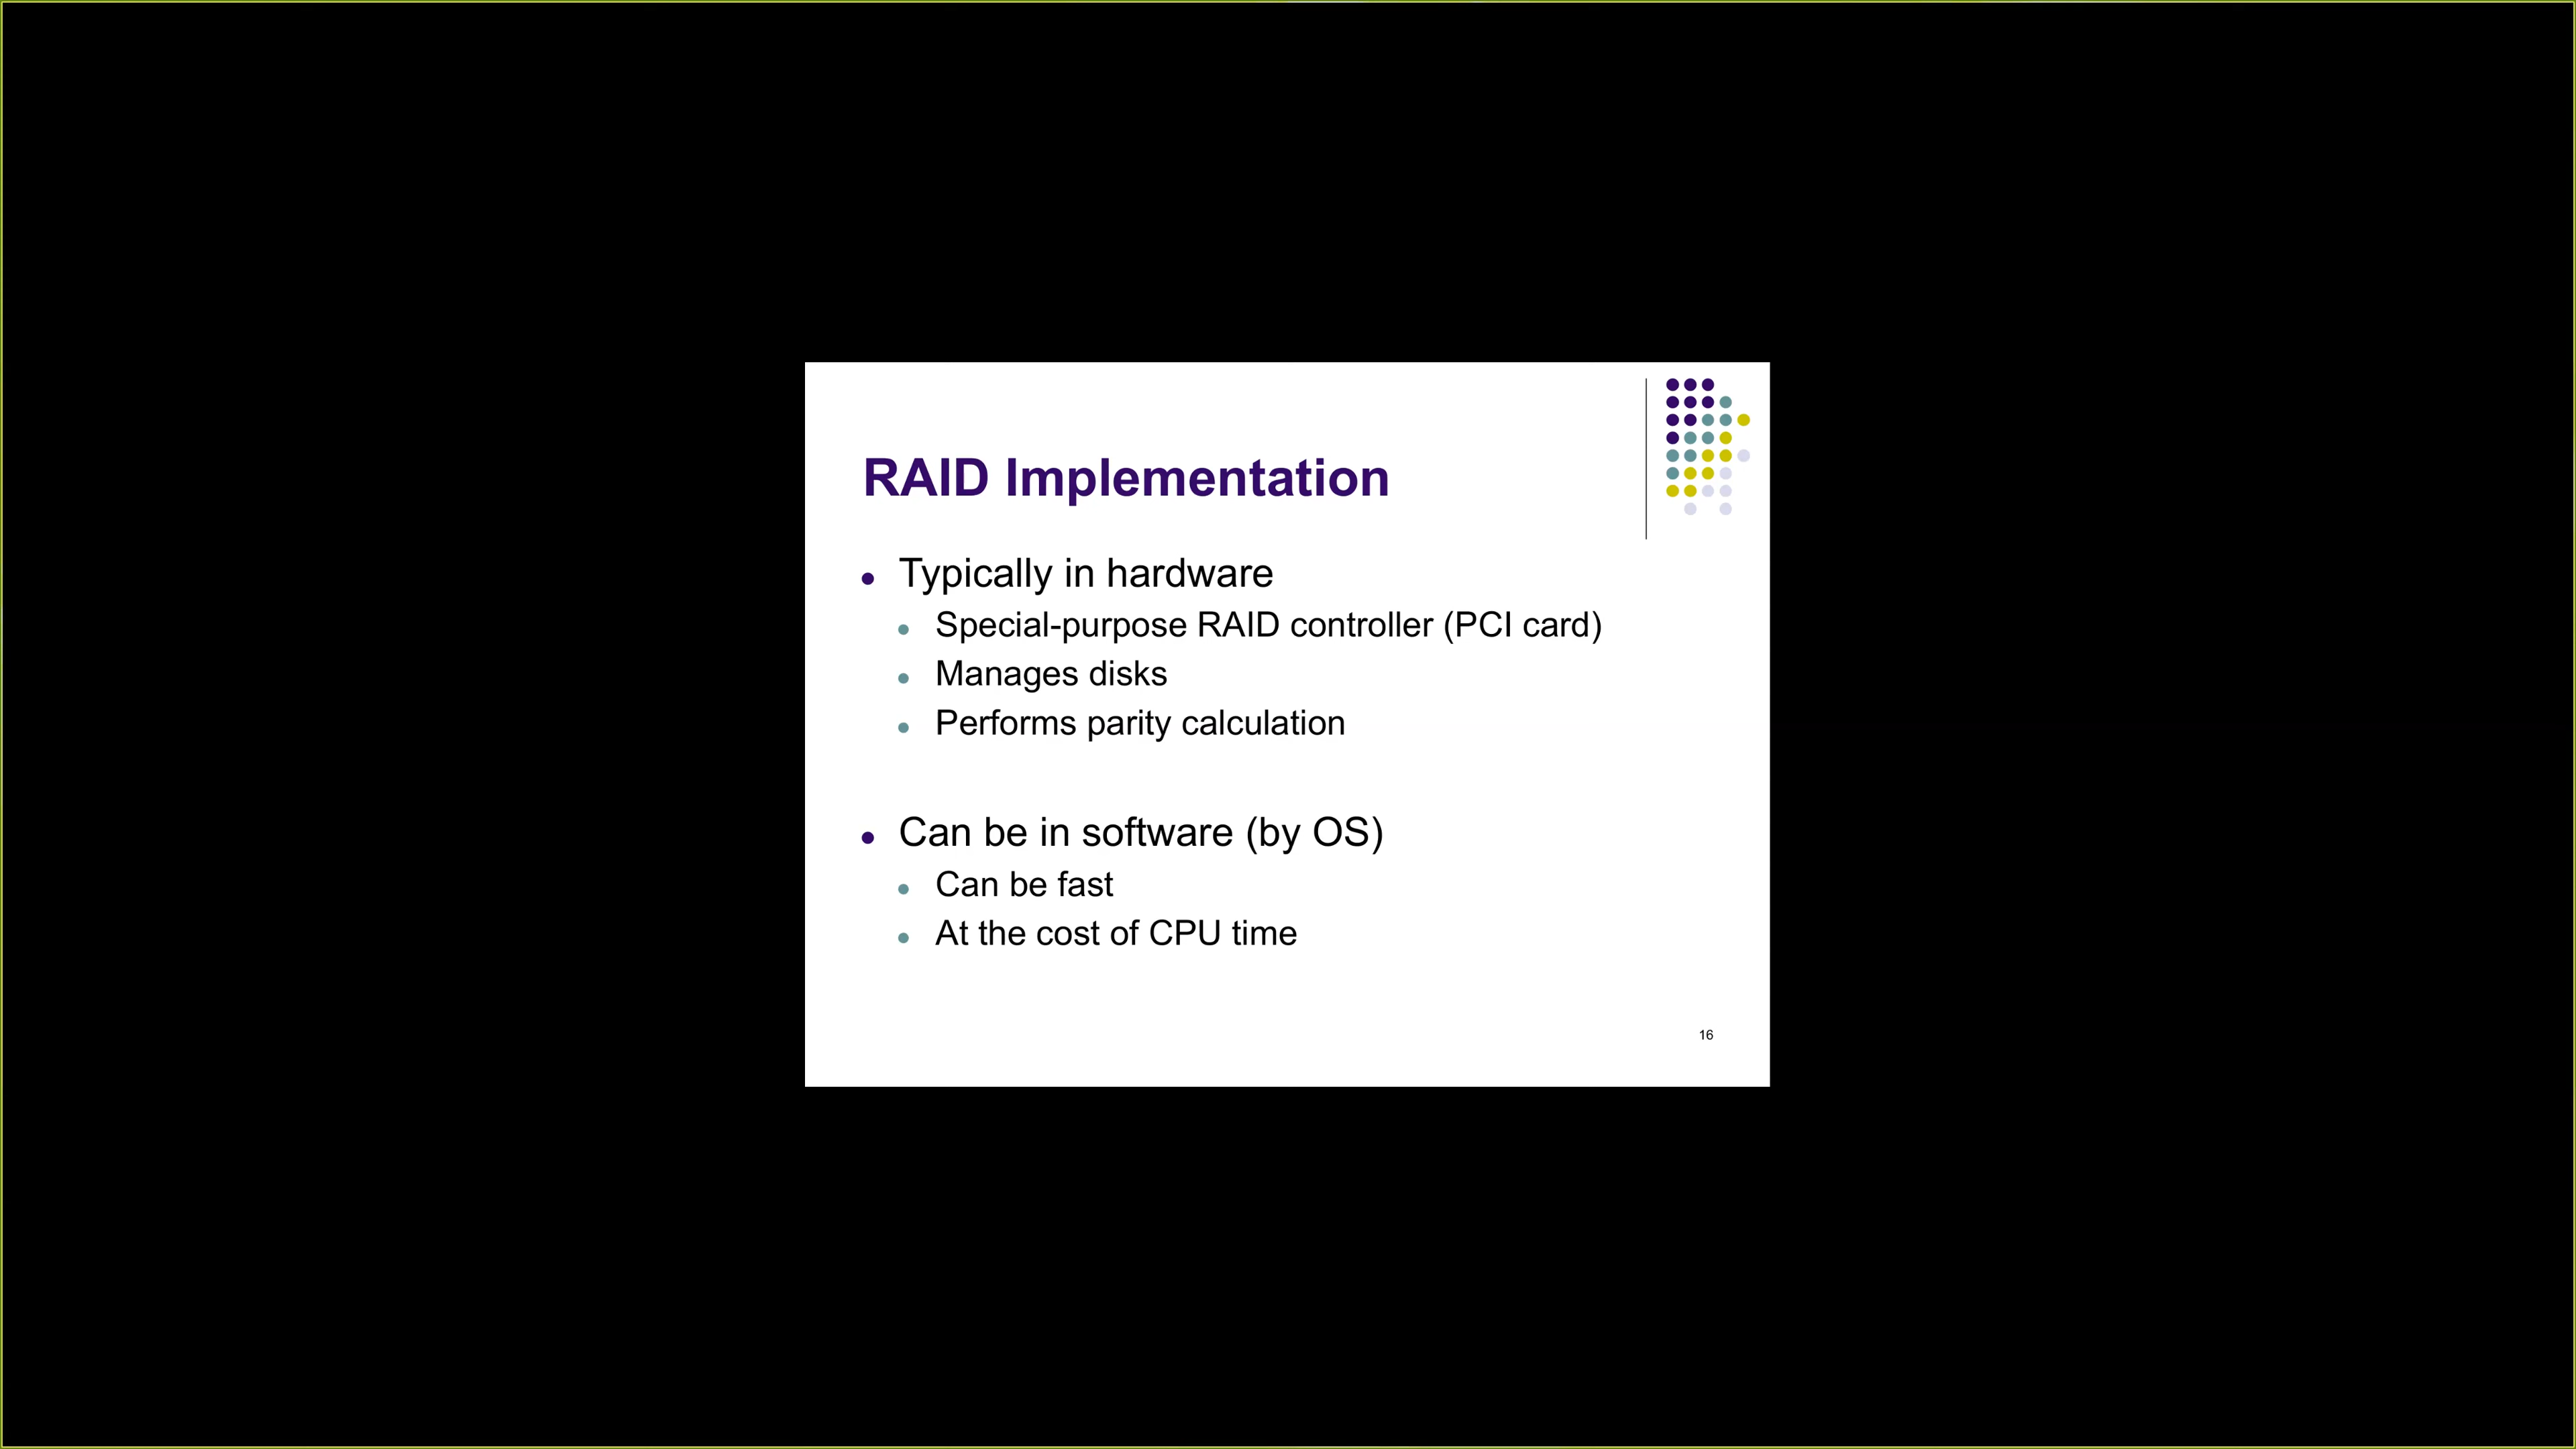 RAID Implementation
Typically in hardware
Special-purpose RAID controller (PCI card)
Manages disks
Performs parity calculation
Can be in software (by OS)
Can be fast
At the cost of CPU time
16